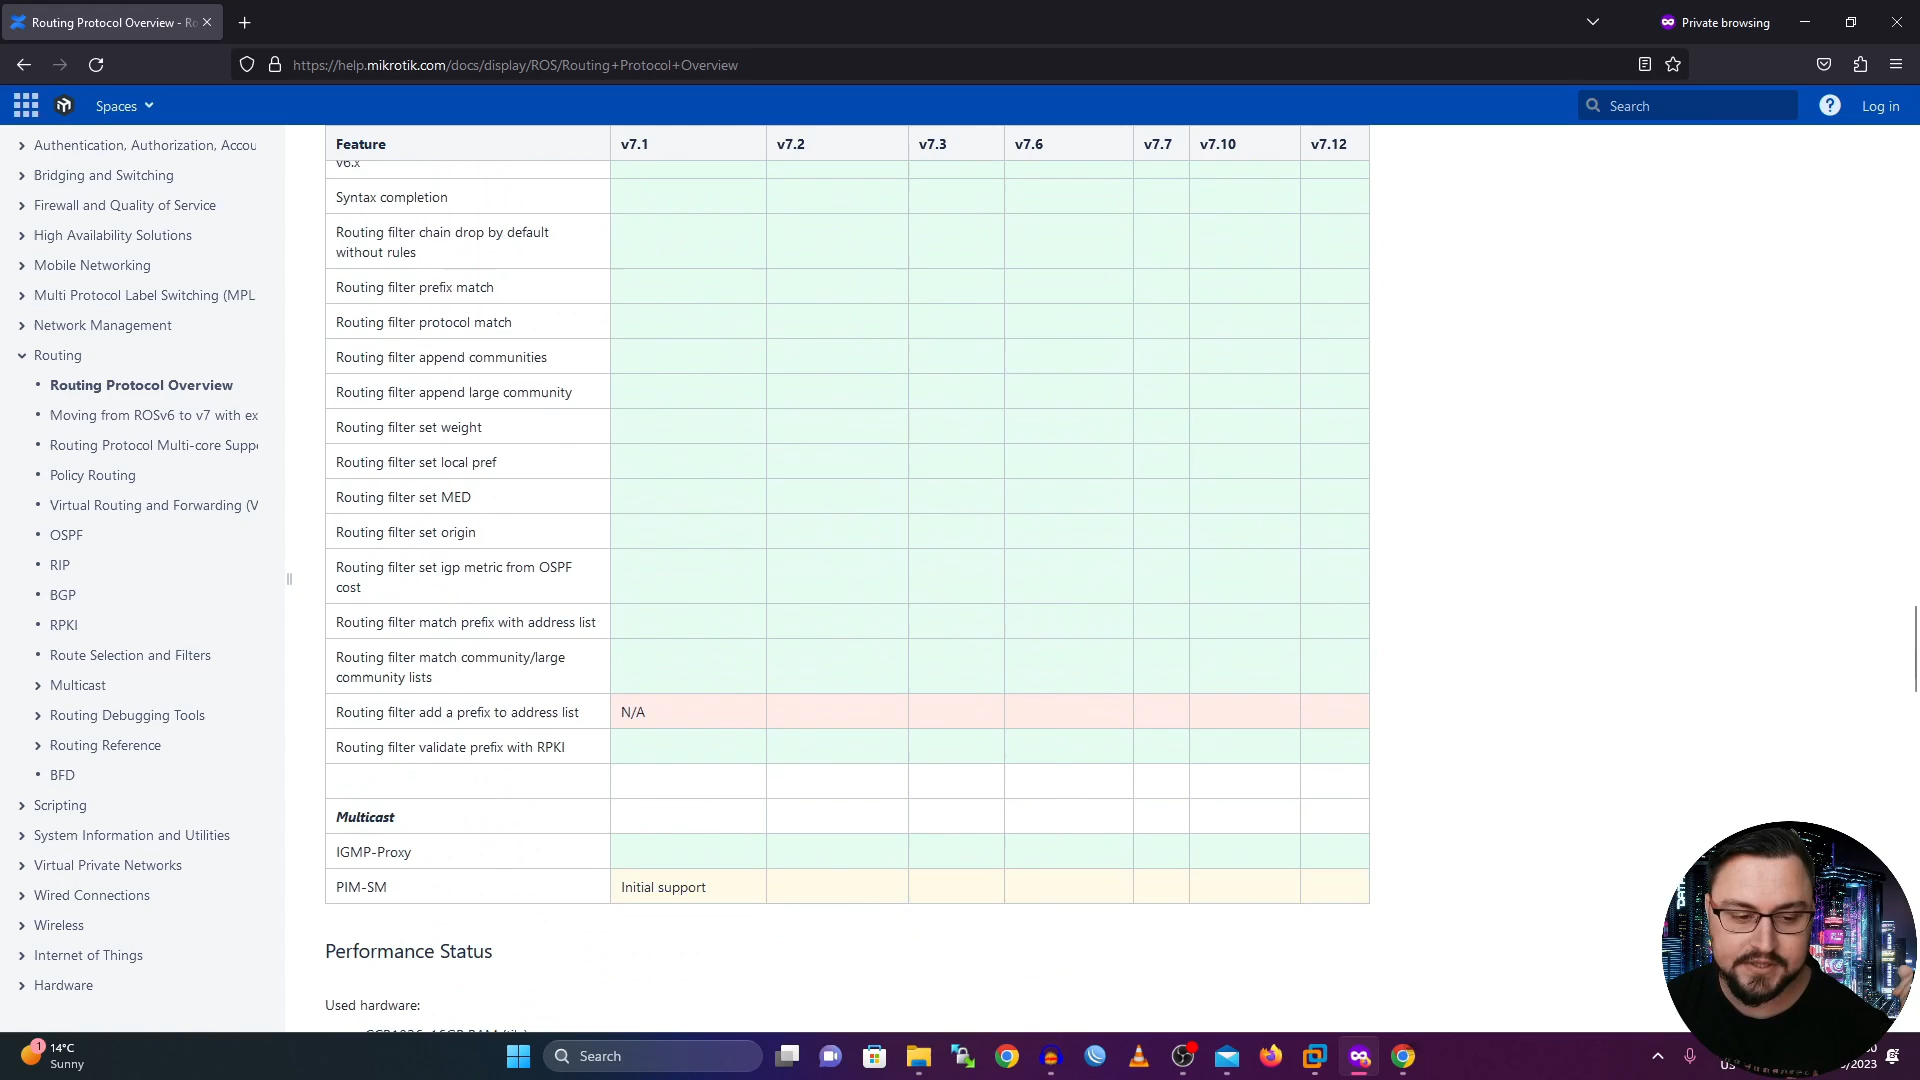 Routing Protocol Overview - Ro
Private browsing
https://help.mikrotik.com/docs/display/ROS/Routing+Protocol+Overview
Spaces
Search
Log in
Authentication, Authorization, Accou
Bridging and Switching
Firewall and Quality of Service
High Availability Solutions
Mobile Networking
Multi Protocol Label Switching (MPL
Network Management
Routing
Routing Protocol Overview
Moving from ROSv6 to v7 with ex
Routing Protocol Multi-core Suppo
Policy Routing
Virtual Routing and Forwarding (V
OSPF
RIP
BGP
RPKI
Route Selection and Filters
Multicast
Routing Debugging Tools
Routing Reference
BFD
Scripting
System Information and Utilities
Virtual Private Networks
Wired Connections
Wireless
Internet of Things
Hardware
Feature v7.1 v7.2 v7.3 v7.6 v7.7 v7.10 v7.12
v6.x
Syntax completion
Routing filter chain drop by default
without rules
Routing filter prefix match
Routing filter protocol match
Routing filter append communities
Routing filter append large community
Routing filter set weight
Routing filter set local pref
Routing filter set MED
Routing filter set origin
Routing filter set igp metric from OSPF
cost
Routing filter match prefix with address list
Routing filter match community/large
community lists
Routing filter add a prefix to address list N/A
Routing filter validate prefix with RPKI
Multicast
IGMP-Proxy
PIM-SM Initial support
Performance Status
Used hardware:
1
14°C
Sunny
Search